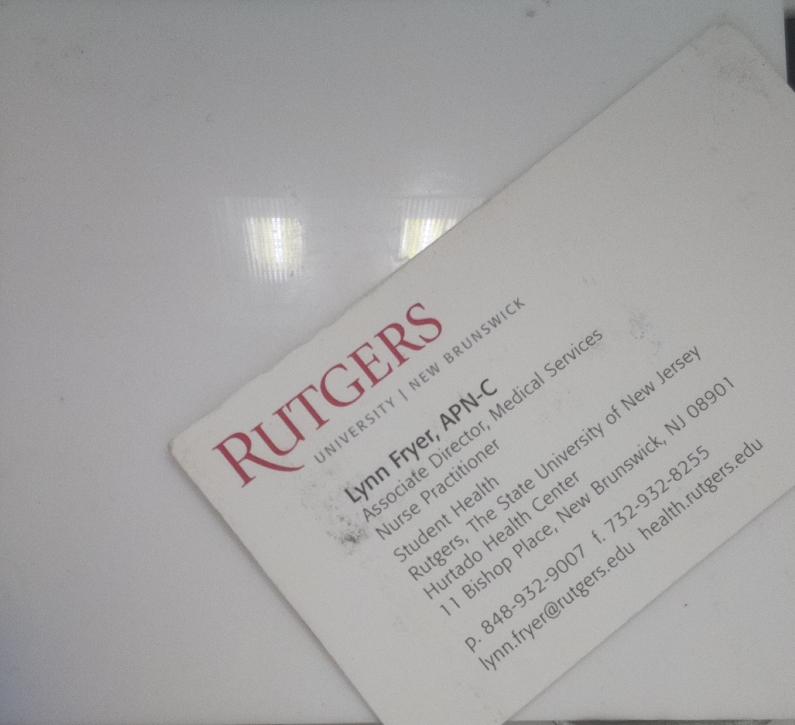 RUTGERS
UNIVERSITY | NEW BRUNSWICK
Lynn Fryer, APN-C
Associate Director, Medical Services
Nurse Practitioner
Student Health
Rutgers, The State University of New Jersey
Hurtado Health Center
11 Bishop Place, New Brunswick, NJ 08901
p. 848-932-9007 f. 732-932-8255
lynn.fryer@rutgers.edu health.rutgers.edu